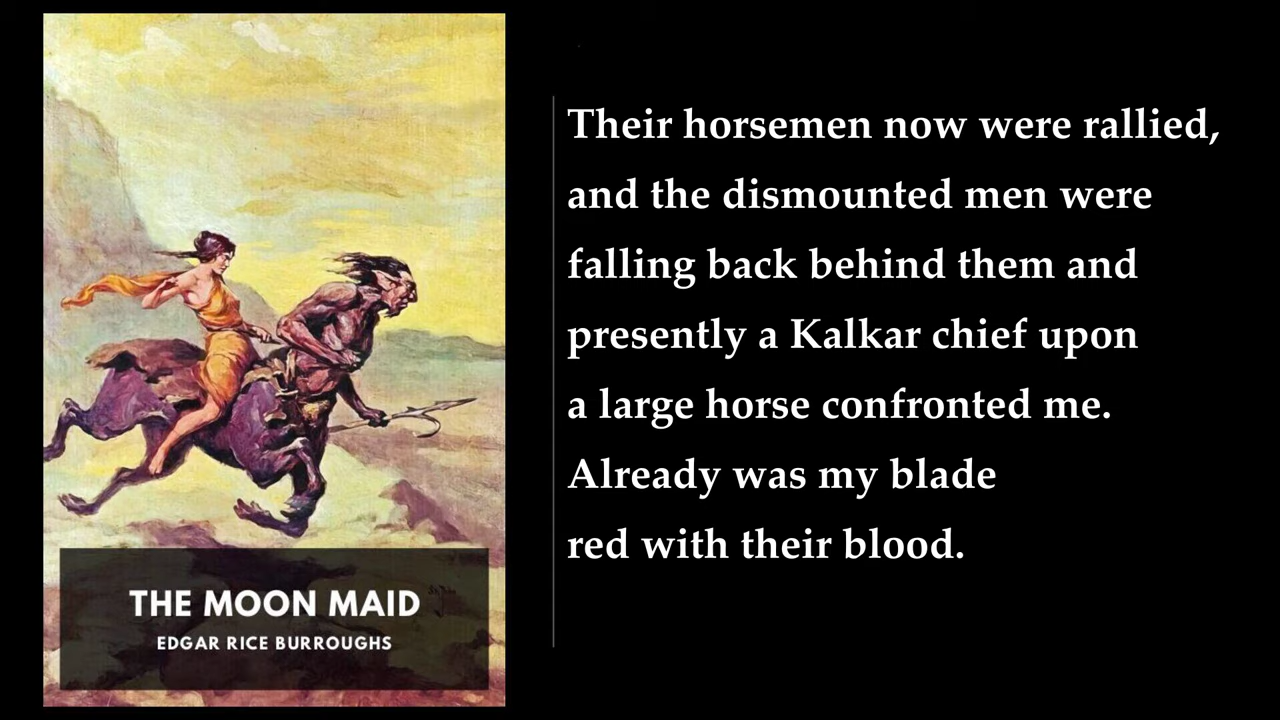 THE MOON MAID
EDGAR RICE BURROUGHS
Their horsemen now were rallied,
and the dismounted men were
falling back behind them and
presently a Kalkar chief upon
a large horse confronted me.
Already was my blade
red with their blood.